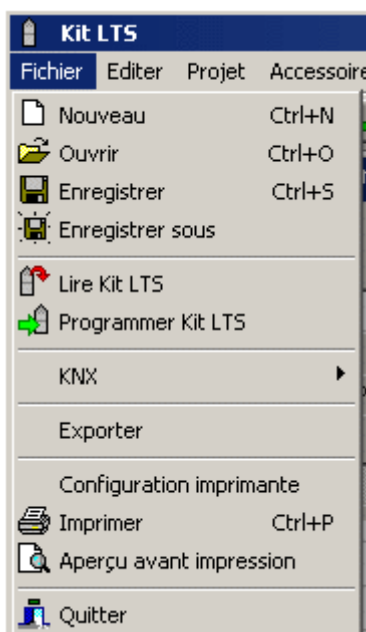 Kit LTS
Fichier Editer Projet Accessoire
Nouveau Ctrl+N
Ouvrir Ctrl+O
Enregistrer Ctrl+S
Enregistrer sous
Lire Kit LTS
Programmer Kit LTS
KNX
Exporter
Configuration imprimante
Imprimer Ctrl+P
Aperçu avant impression
Quitter